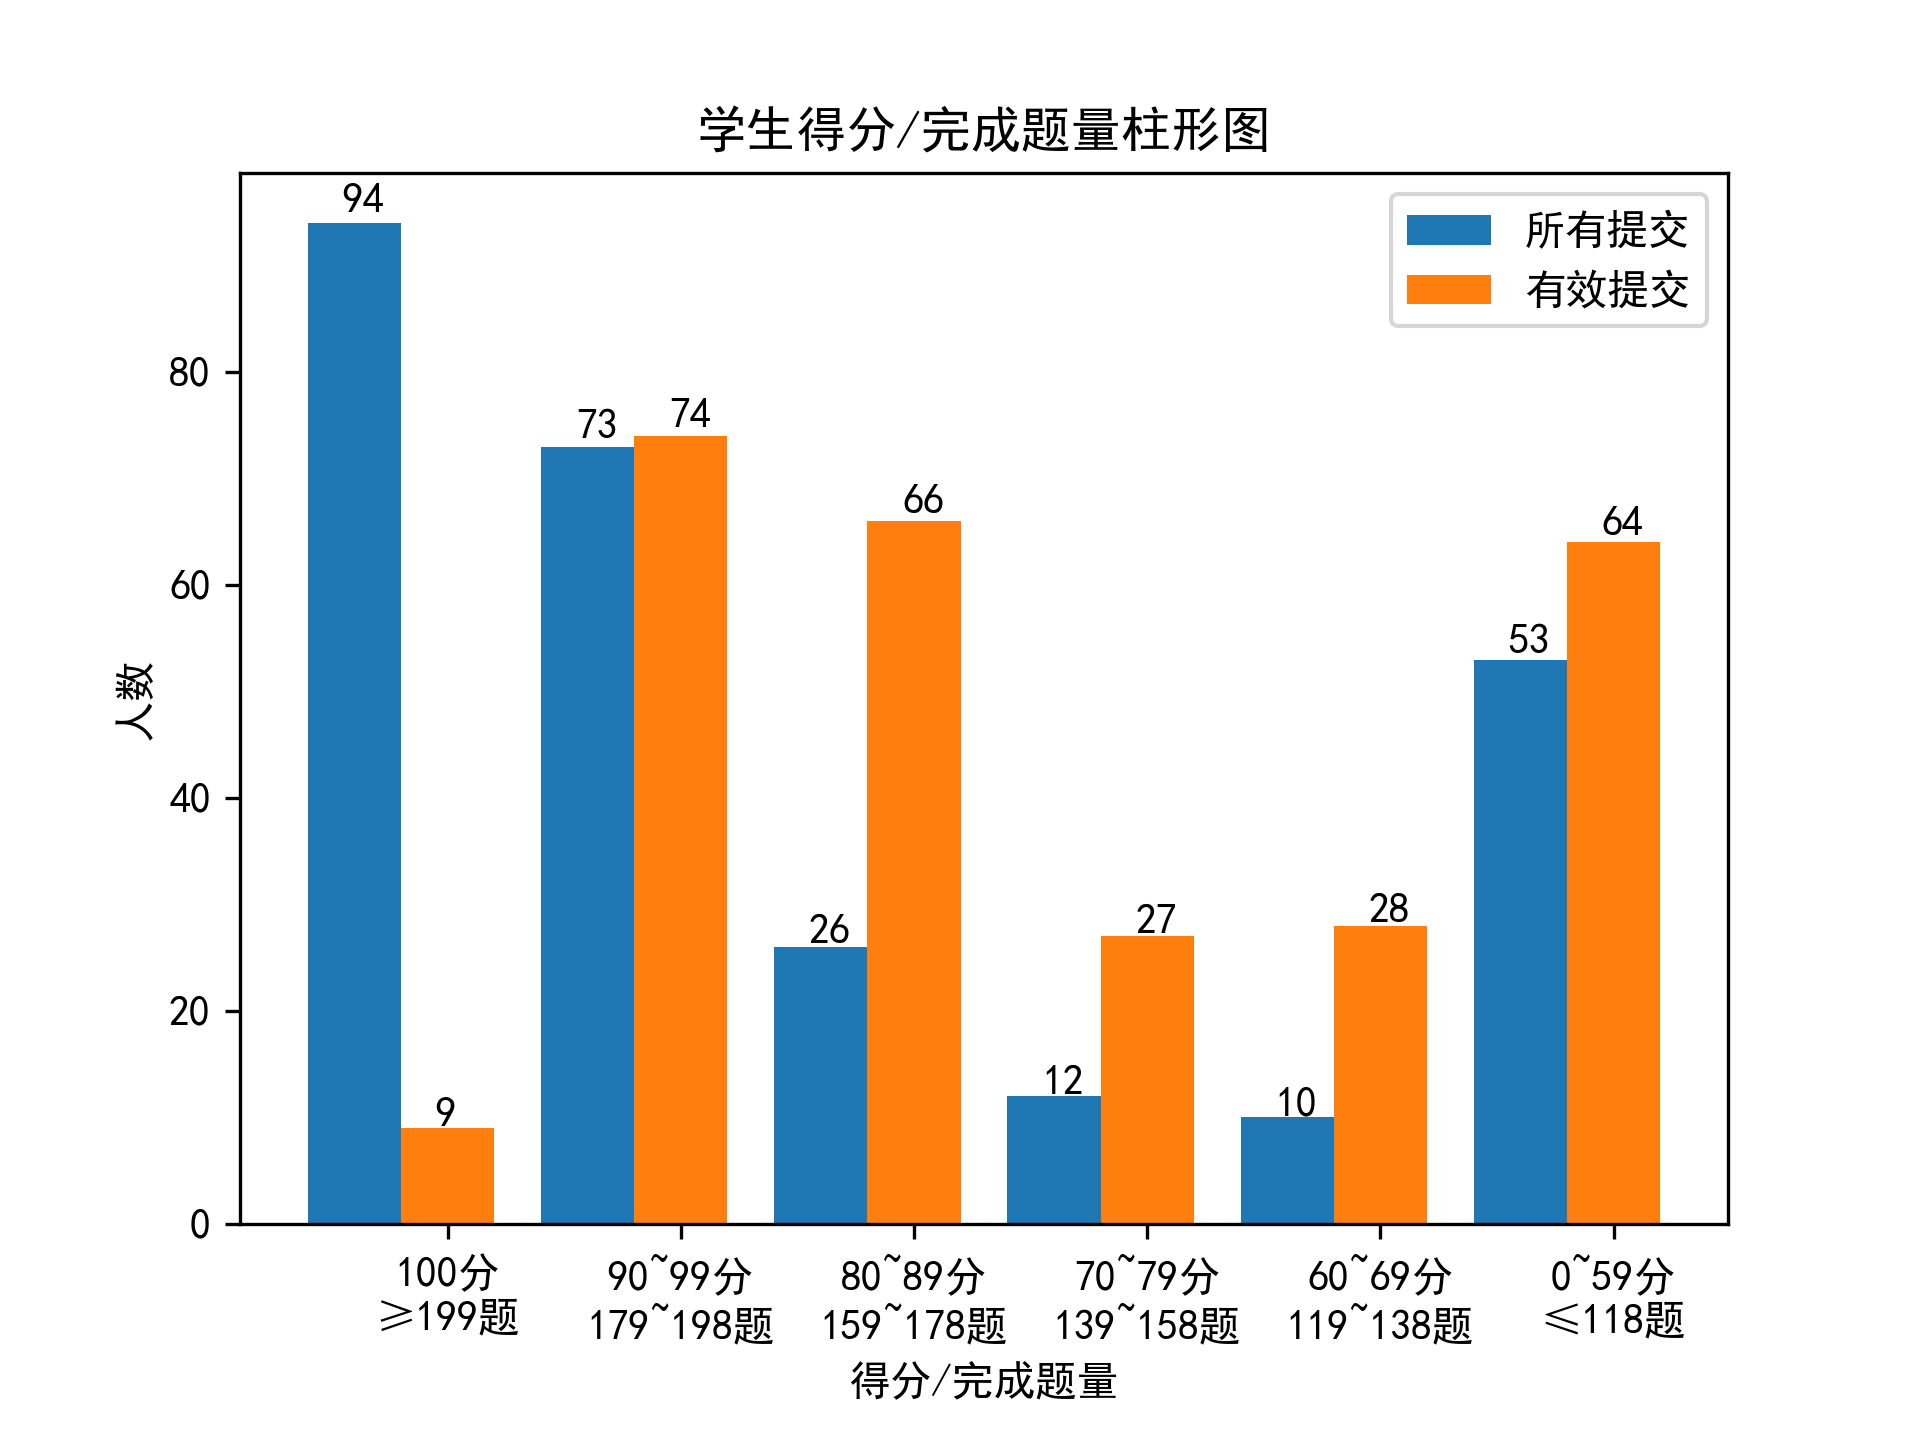 学生得分/完成题量柱形图
所有提交
有效提交
94
9
73
74
26
66
12
27
10
28
53
64
80
60
40
20
0
人数
100分
≥199题
90~99分
179~198题
80~89分
159~178题
70~79分
139~158题
60~69分
119~138题
0~59分
≤118题
得分/完成题量